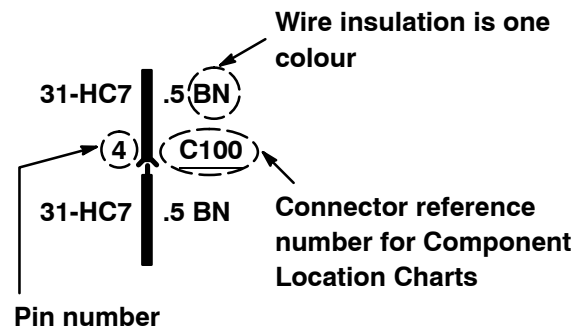 Wire insulation is one
colour
31-HC7 .5 BN
4 C100
31-HC7 .5 BN
Connector reference
number for Component
Location Charts
Pin number